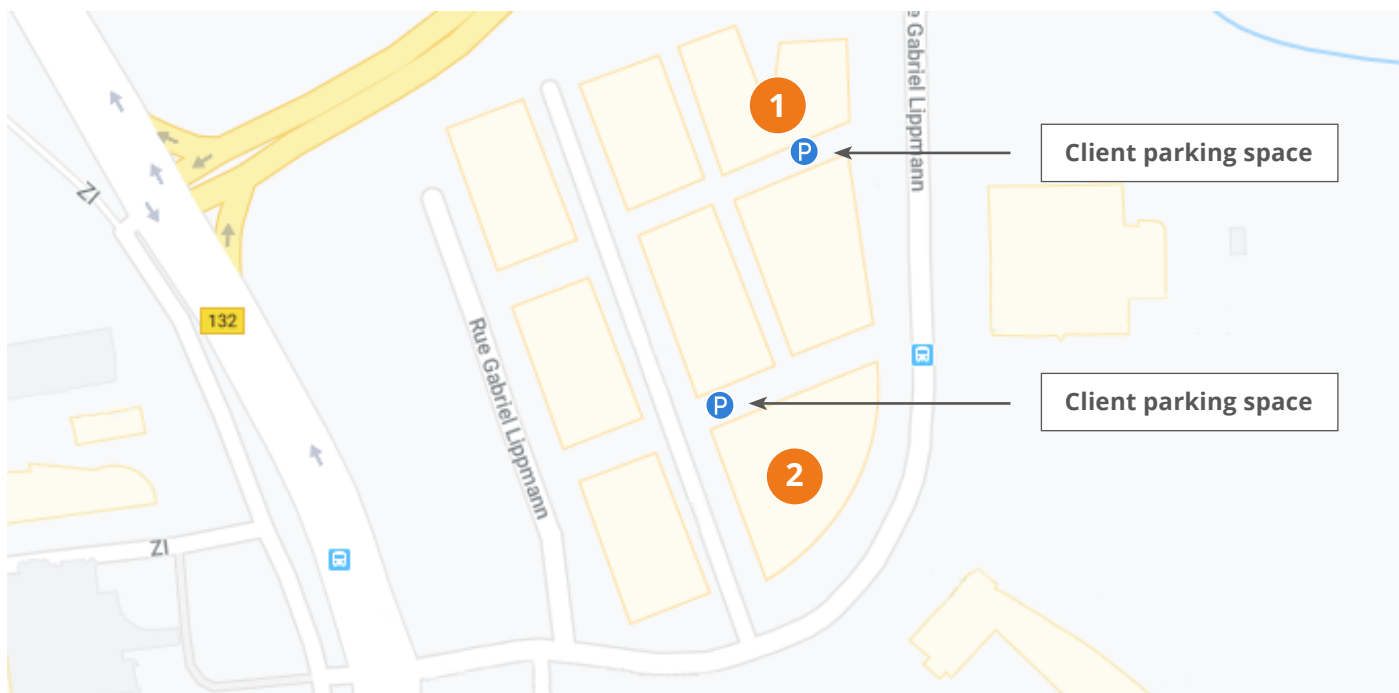 e Gabriel Lippmann
1
P
Client parking space
ZI
132
Rue Gabriel Lippmann
P
Client parking space
2
ZI